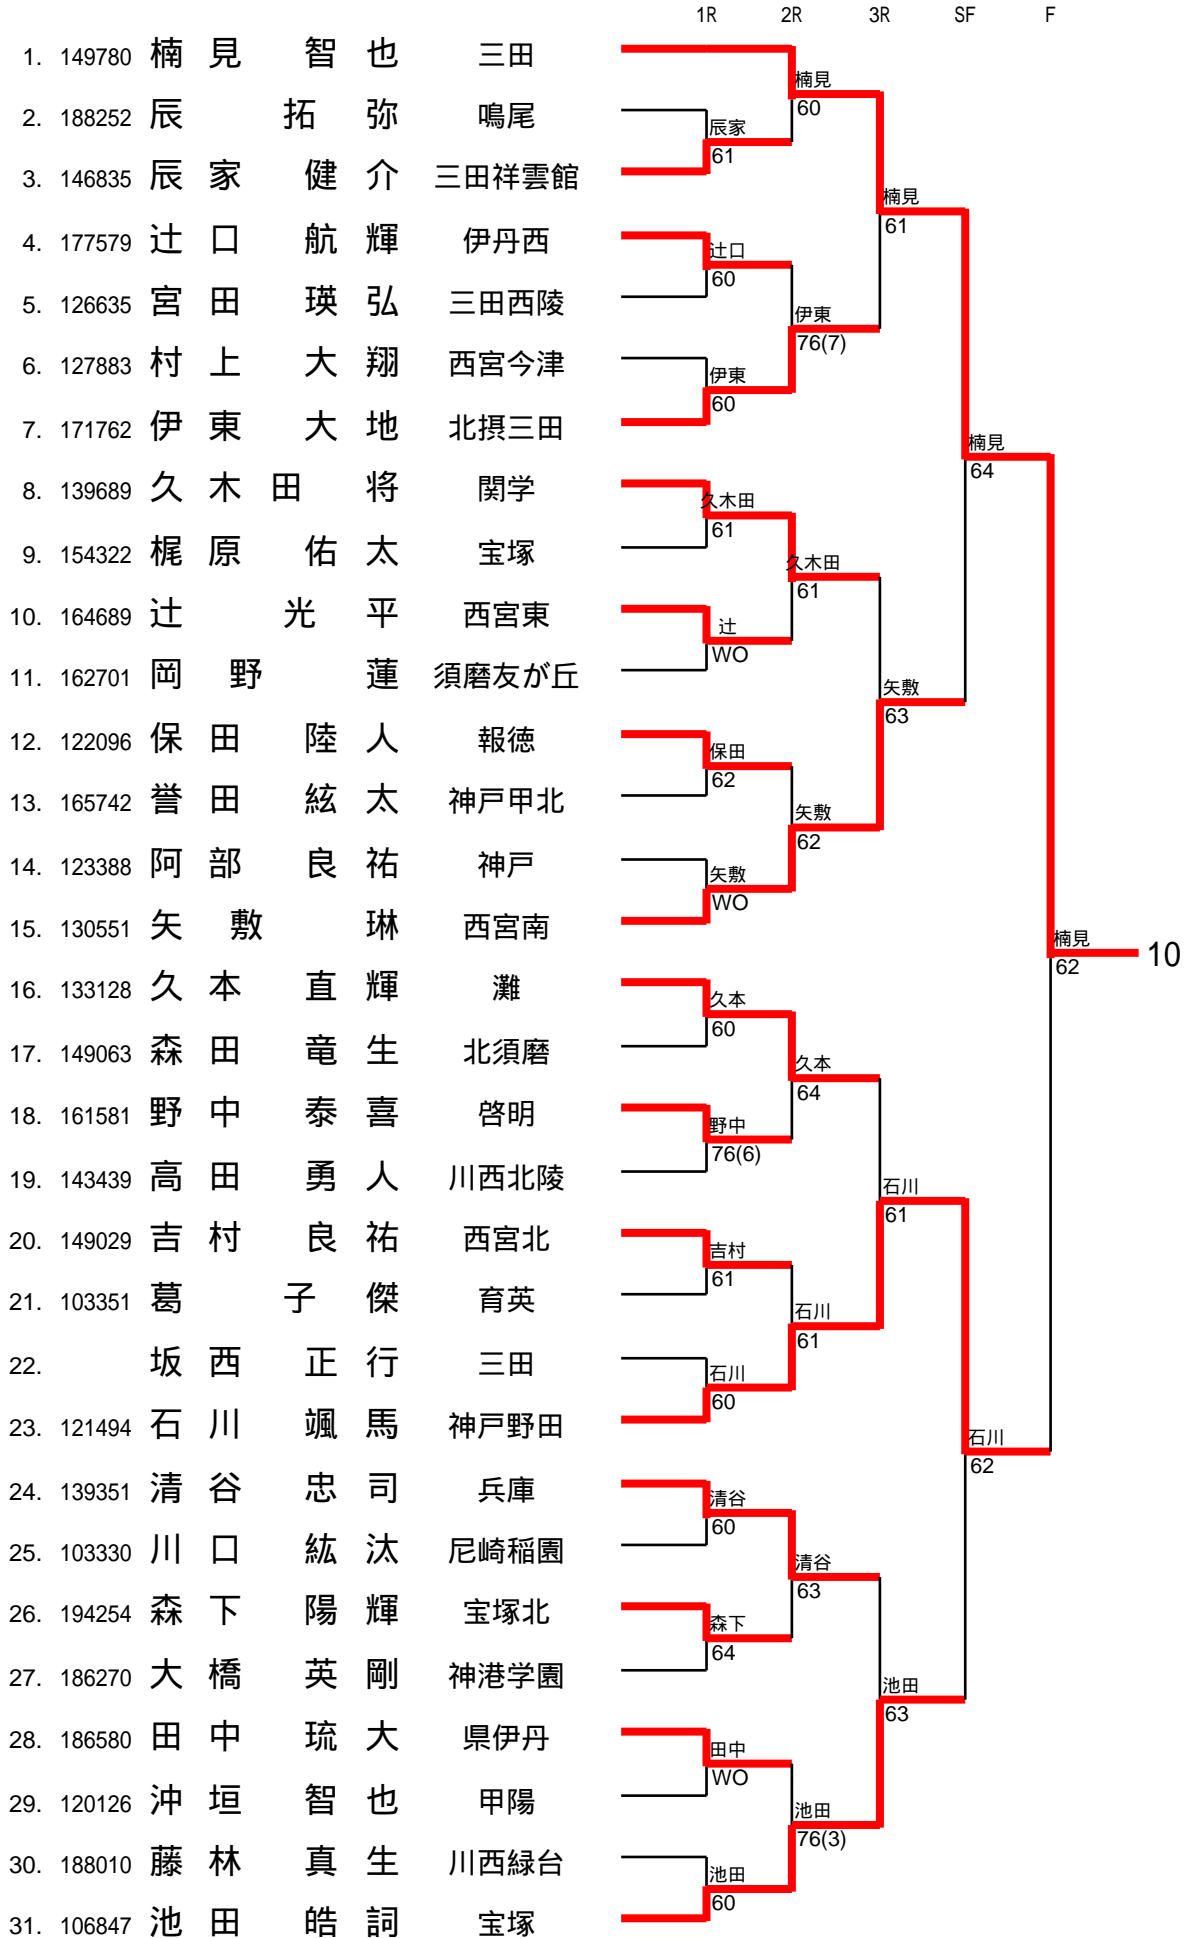 1R 2R 3R SF F
1. 149780 楠見 智也 三田
楠見
2. 188252 辰 拓弥 鳴尾
60
辰家
61
3. 146835 辰家 健介 三田祥雲館
楠見
61
4. 177579 辻口 航輝 伊丹西
辻口
60
5. 126635 宮田 瑛弘 三田西陵
伊東
76(7)
6. 127883 村上 大翔 西宮今津
伊東
60
7. 171762 伊東 大地 北摂三田
楠見
64
8. 139689 久木田 将 関学
久木田
61
9. 154322 梶原 佑太 宝塚
久木田
61
10. 164689 辻 光平 西宮東
辻
WO
11. 162701 岡野 蓮 須磨友が丘
矢敷
63
12. 122096 保田 陸人 報徳
保田
62
13. 165742 誉田 絃太 神戸甲北
矢敷
62
14. 123388 阿部 良祐 神戸
矢敷
WO
15. 130551 矢敷 琳 西宮南
楠見
62
10
16. 133128 久本 直輝 灘
久本
60
17. 149063 森田 竜生 北須磨
久本
64
18. 161581 野中 泰喜 啓明
野中
76(6)
19. 143439 高田 勇人 川西北陵
石川
61
20. 149029 吉村 良祐 西宮北
吉村
61
21. 103351 葛 子傑 育英
石川
61
22. 坂西 正行 三田
石川
60
23. 121494 石川 颯馬 神戸野田
石川
62
24. 139351 清谷 忠司 兵庫
清谷
60
25. 103330 川口 紘汰 尼崎稲園
清谷
63
26. 194254 森下 陽輝 宝塚北
森下
64
27. 186270 大橋 英剛 神港学園
池田
63
28. 186580 田中 琉大 県伊丹
田中
WO
29. 120126 沖垣 智也 甲陽
池田
76(3)
30. 188010 藤林 真生 川西緑台
池田
60
31. 106847 池田 皓詞 宝塚